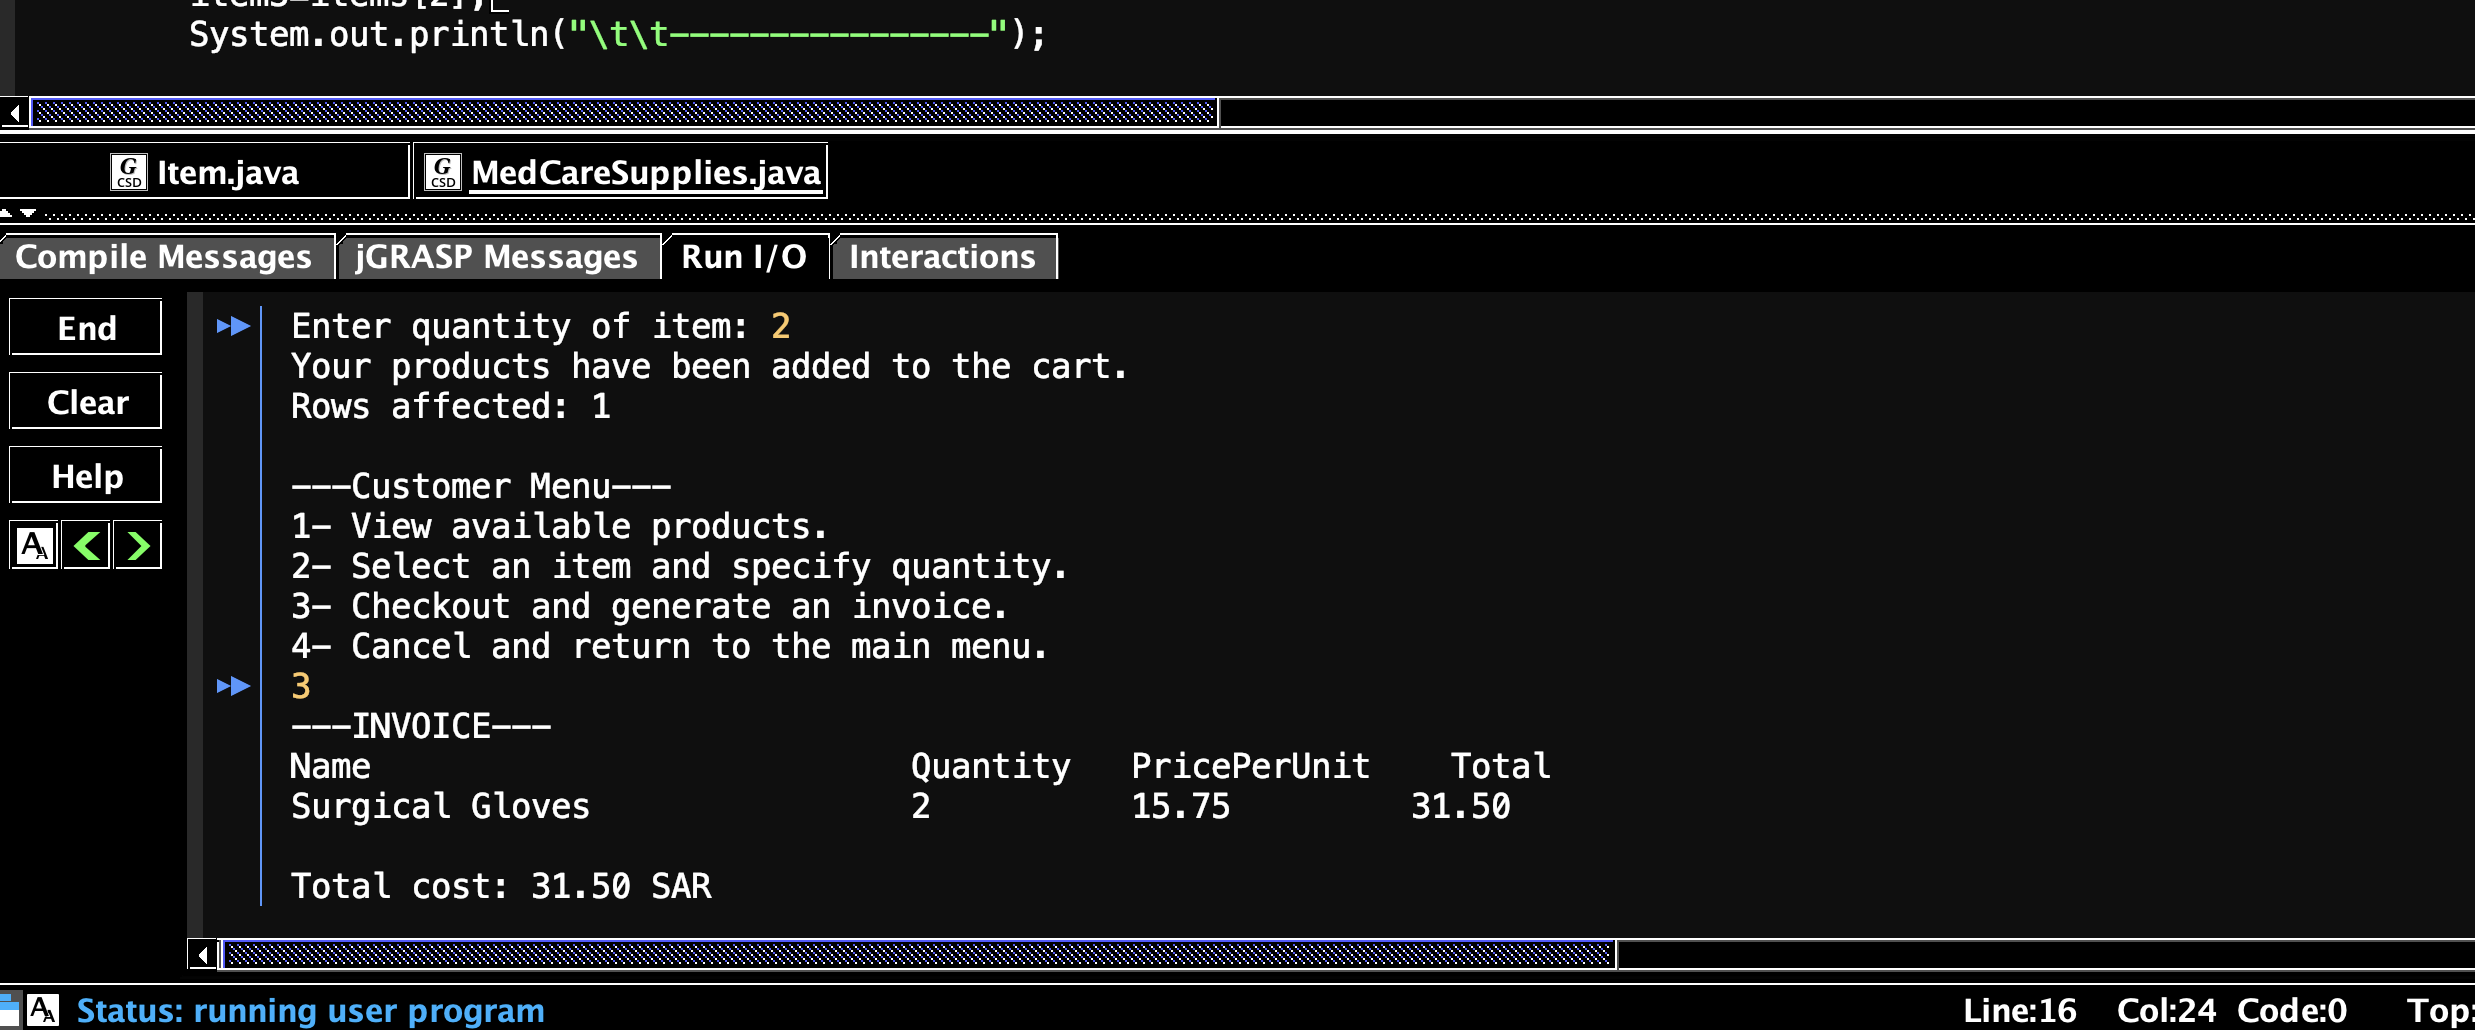 System.out.println("\t\t----------------");
Item.java MedCareSupplies.java
Compile Messages jGRASP Messages Run I/O Interactions
End
Clear
Help
Enter quantity of item: 2
Your products have been added to the cart.
Rows affected: 1
---Customer Menu---
1- View available products.
2- Select an item and specify quantity.
3- Checkout and generate an invoice.
4- Cancel and return to the main menu.
3
---INVOICE---
Name Quantity PricePerUnit Total
Surgical Gloves 2 15.75 31.50
Total cost: 31.50 SAR
Status: running user program Line:16 Col:24 Code:0 Top: